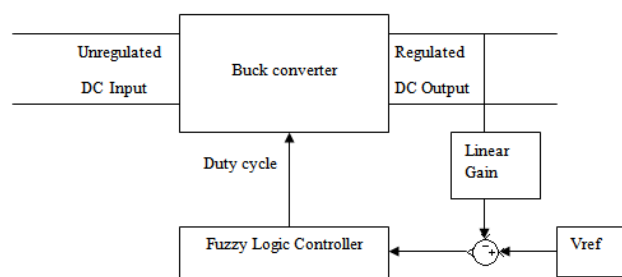 Unregulated
DC Input
Buck converter
Regulated
DC Output
Duty cycle
Linear
Gain
Fuzzy Logic Controller
-
+
Vref